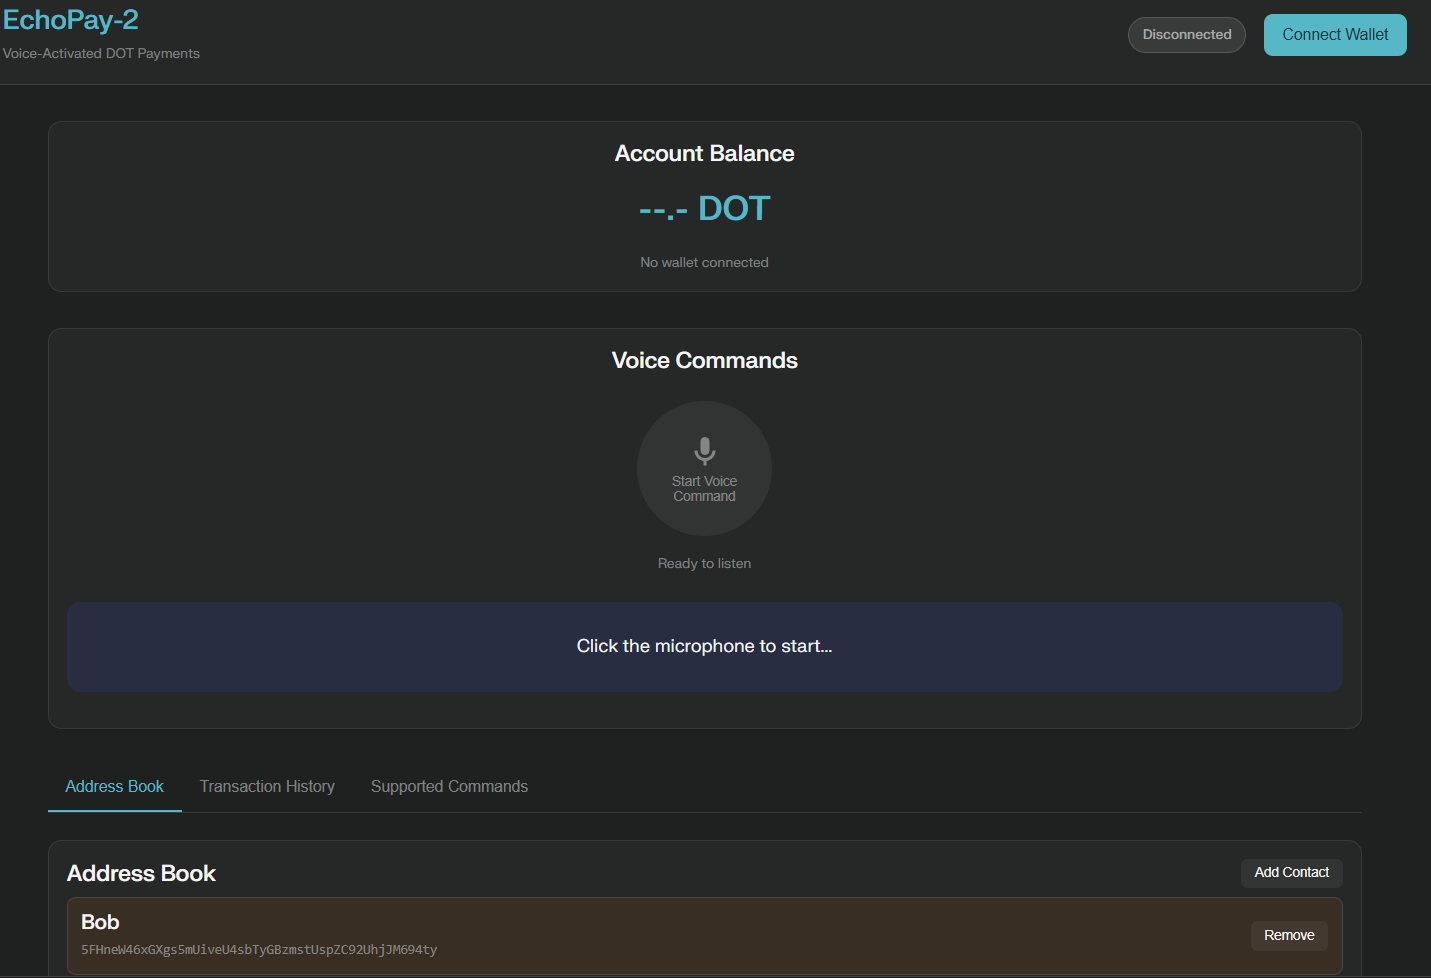 EchoPay-2
Voice-Activated DOT Payments
Disconnected
Connect Wallet
Account Balance
--.- DOT
No wallet connected
Voice Commands
Start Voice
Command
Ready to listen
Click the microphone to start...
Address Book
Transaction History
Supported Commands
Address Book
Add Contact
Bob
5FHneW46xGXgs5mUiveU4sbTyGBzmstUspZC92UhjJM694ty
Remove